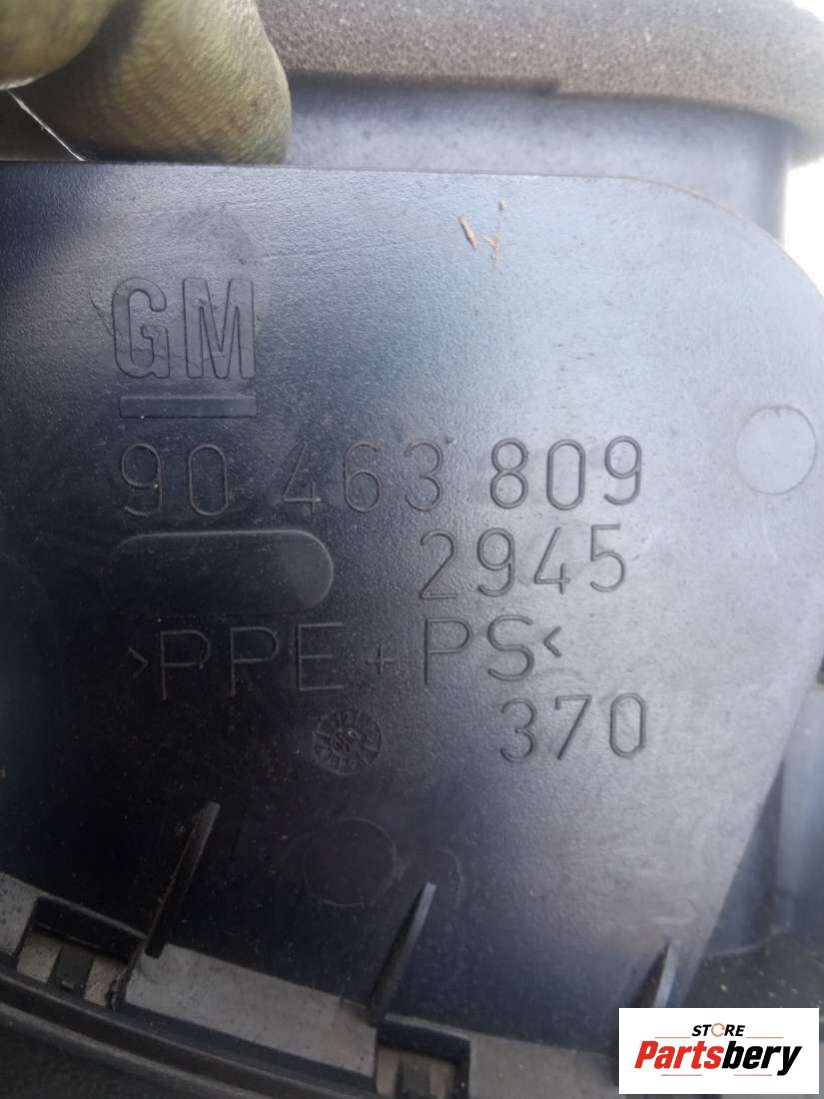 GM
90 463 809
2945
>PPE+PS<
370
STORE
Partsbery